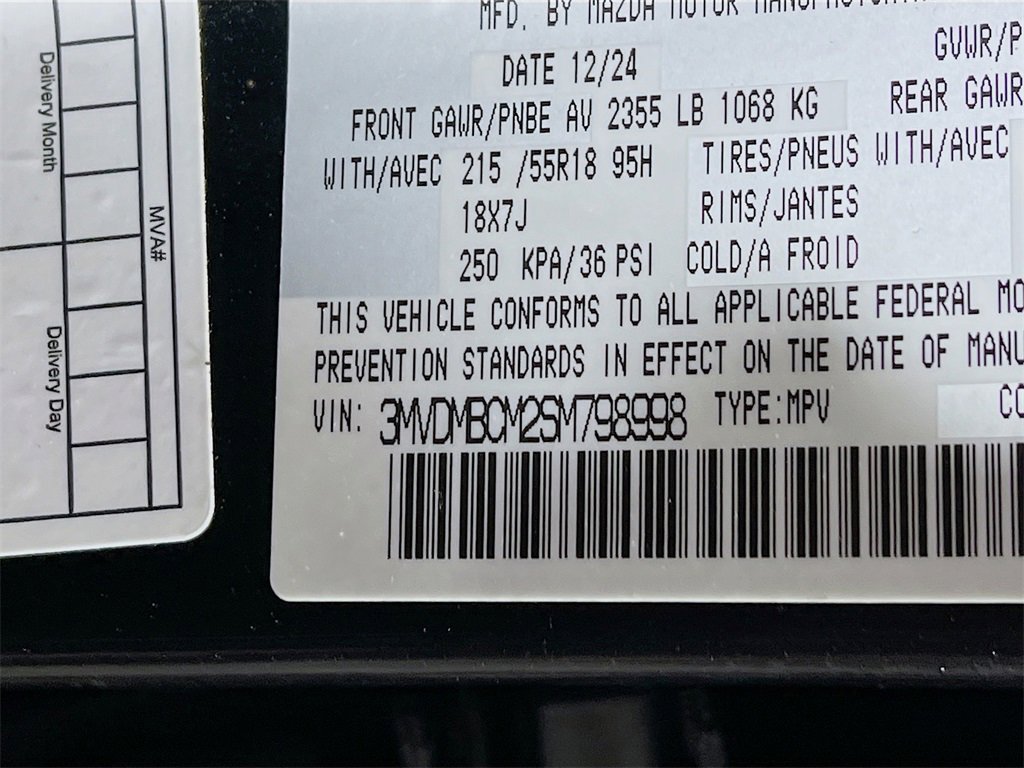 Delivery Month
Delivery Day
MVA#
MFD. BY MAZDA MOTOR
DATE 12/24
GVWR/P
FRONT GAWR/PNBE AV 2355 LB 1068 KG
REAR GAWR
WITH/AVEC 215 /55R18 95H TIRES/PNEUS WITH/AVEC
18X7J RIMS/JANTES
250 KPA/36 PSI COLD/A FROID
THIS VEHICLE CONFORMS TO ALL APPLICABLE FEDERAL MO
PREVENTION STANDARDS IN EFFECT ON THE DATE OF MANU
VIN: 3MVDMBCM2SM798998 TYPE:MPV CO